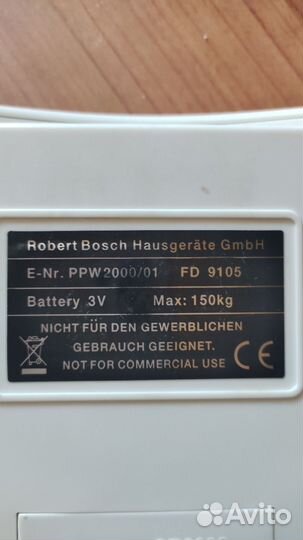 Robert Bosch Hausgeräte GmbH
E-Nr. PPW2000/01 FD 9105
Battery 3V Max: 150kg
NICHT FÜR DEN GEWERBLICHEN
GEBRAUCH GEEIGNET.
NOT FOR COMMERCIAL USE CE
Avito